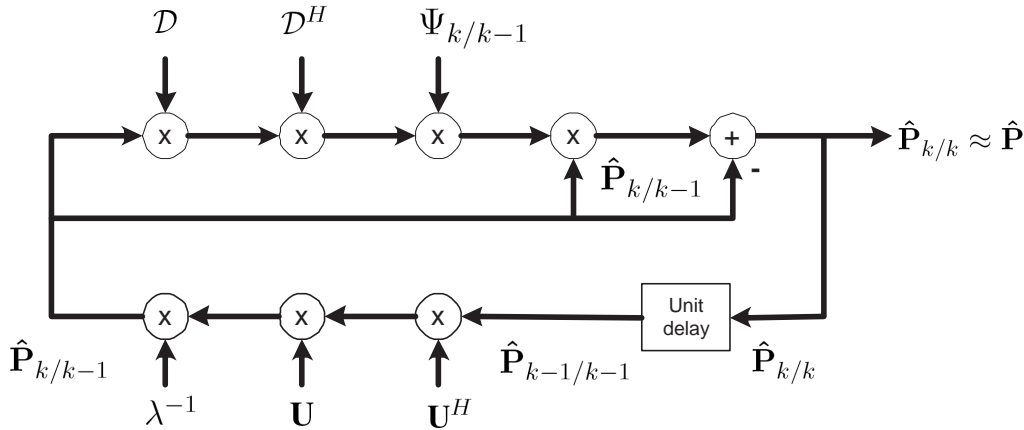 𝒟 𝒟^H Ψ_{k/k−1}
x x x x + P̂_{k/k} ≈ P̂
P̂_{k/k−1} -
x x x Unit
delay
P̂_{k/k−1} P̂_{k−1/k−1} P̂_{k/k}
λ^{−1} U U^H